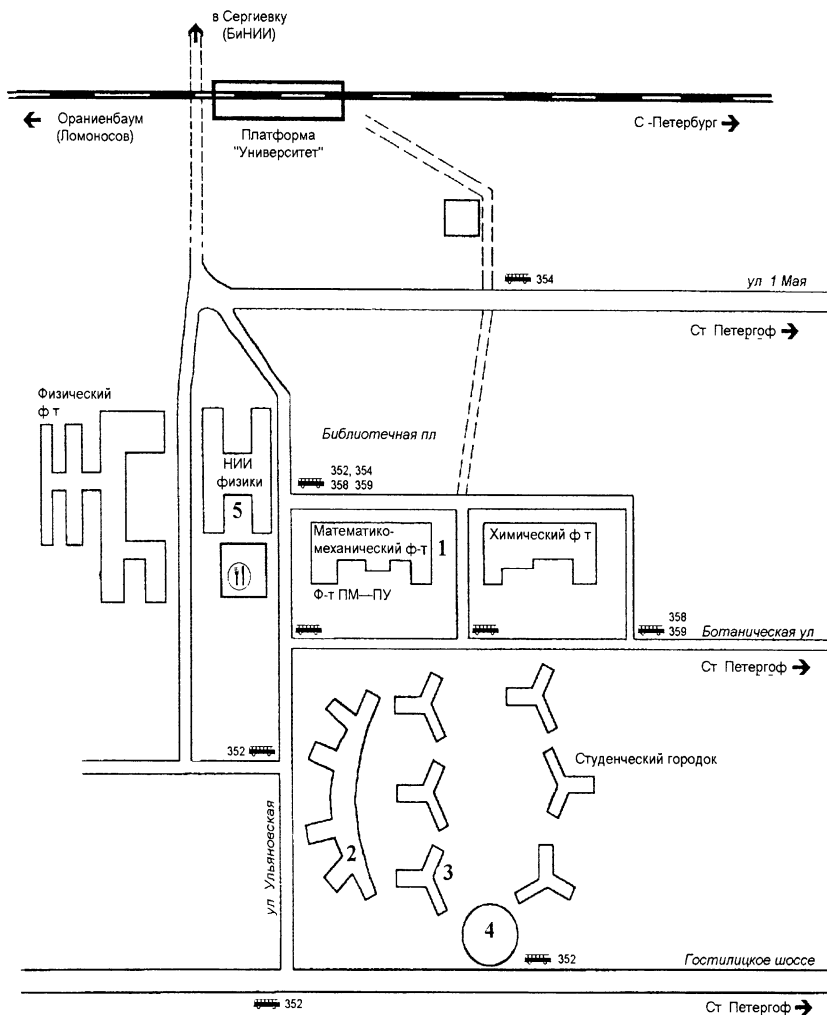 в Сергиевку
(БиНИИ)
Ораниенбаум
(Ломоносов)
Платформа
"Университет"
С -Петербург
354
ул 1 Мая
Ст Петергоф
Физический
ф т
Библиотечная пл
НИИ
физики
5
352, 354
358 359
Математико-
механический ф-т
1
Химический ф т
Ф-т ПМ—ПУ
358
359
Ботаническая ул
Ст Петергоф
352
Студенческий городок
ул Ульяновская
2
3
4
352
Гостилицкое шоссе
352
Ст Петергоф